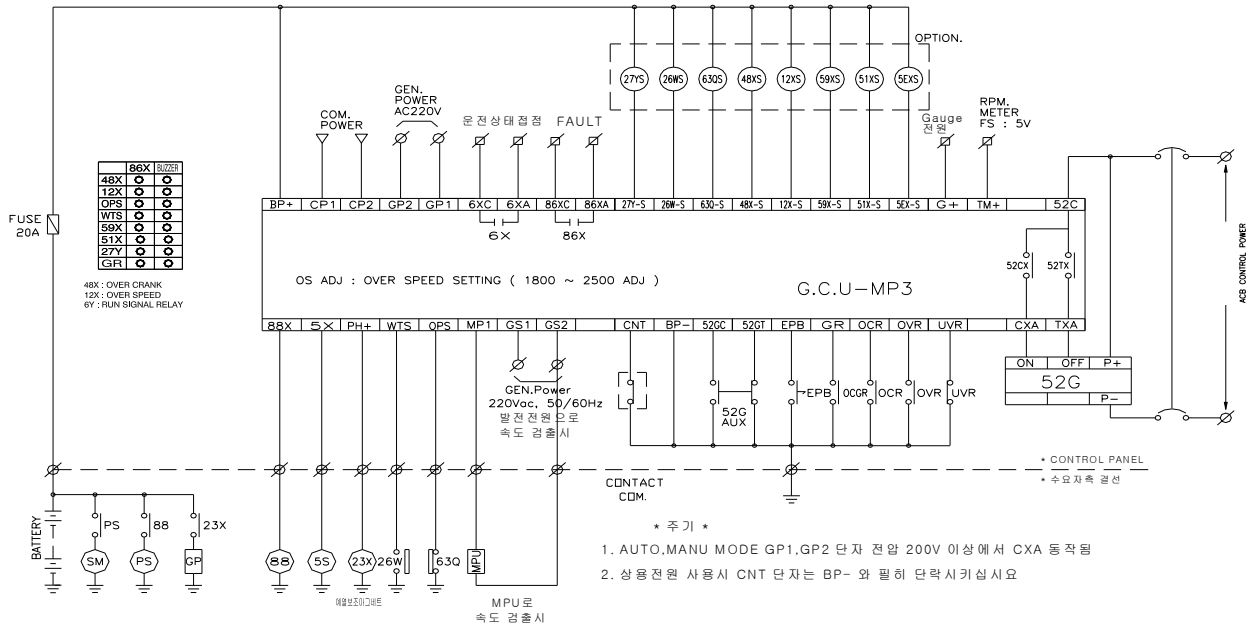 OPTION.
27YS 26WS 63QS 48XS 12XS 59XS 51XS 5EXS
GEN.
POWER
AC220V
COM.
POWER
운전상태접점 FAULT
Gauge
전원
RPM.
METER
FS : 5V
86X BUZZER
48X
12X
OPS
WTS
59X
51X
27Y
GR
48X : OVER CRANK
12X : OVER SPEED
6Y : RUN SIGNAL RELAY
FUSE
20A
BP+ CP1 CP2 GP2 GP1 6XC 6XA 86XC 86XA 27Y-S 26W-S 63Q-S 48X-S 12X-S 59X-S 51X-S 5EX-S G+ TM+ 52C
6X 86X
52CX 52TX
OS ADJ : OVER SPEED SETTING ( 1800 ~ 2500 ADJ )
G.C.U-MP3
ACB CONTROL POWER
88X 5X PH+ WTS OPS MP1 GS1 GS2 CNT BP- 52GC 52GT EPB GR OCR OVR UVR CXA TXA
ON OFF P+
52G
P-
GEN.Power
220Vac, 50/60Hz
발전전원으로
속도 검출시
52G
AUX
EPB OCGR OCR OVR UVR
CONTACT
COM.
* CONTROL PANEL
* 수요자측 결선
BATTERY
PS 88 23X
SM PS GP
88 5S 23X 26W 63Q MPU
MPU로
속도 검출시
* 주기 *
1. AUTO,MANU MODE GP1,GP2 단자 전압 200V 이상에서 CXA 동작됨
2. 상용전원 사용시 CNT 단자는 BP- 와 필히 단락시키십시요